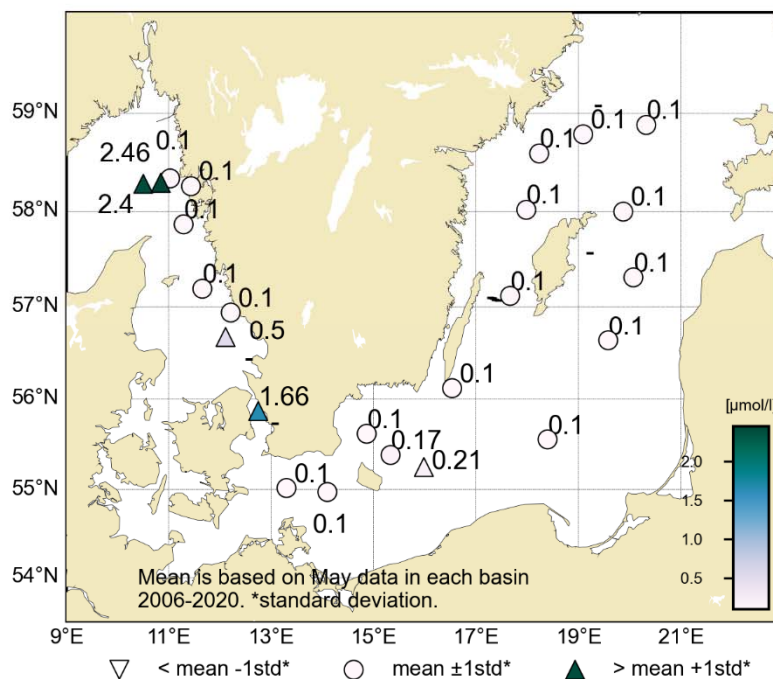 59°N
58°N
57°N
56°N
55°N
54°N
0.1
2.46
0.1
2.4
0.1
0.1
0.1
0.5
1.66
0.1
0.1
0.1
0.1
0.1
0.1
0.1
0.1
0.1
0.1
0.17
0.21
0.1
0.1
0.1
[µmol/l]
2.0
1.5
1.0
0.5
Mean is based on May data in each basin
2006-2020. *standard deviation.
9°E 11°E 13°E 15°E 17°E 19°E 21°E
< mean -1std* mean ±1std* > mean +1std*